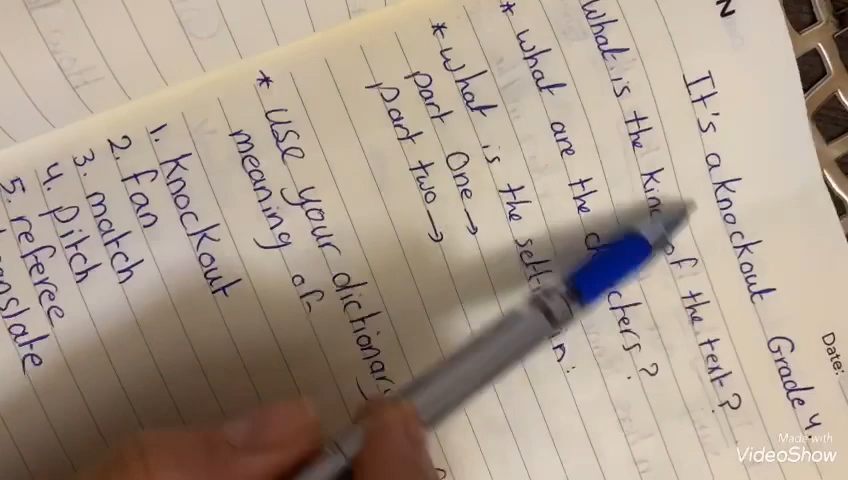 N
Date:
It's a knockout Grade 4
What is the kind of the text?
* what are the characters?
* what is the setting in:
part One →
part two →
* use your dictionary
meaning of
1. Knockout
2. fan
3. match
4. pitch
5. referee
Made with
VideoShow